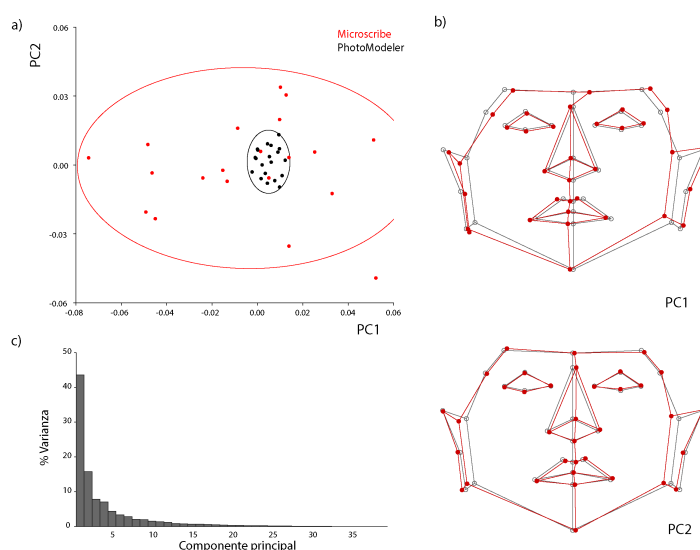 a)
PC2
Microscribe
PhotoModeler
0.06
0.03
0.00
-0.03
-0.06
-0.08
-0.06
-0.04
-0.02
0.00
0.02
0.04
0.06
PC1
b)
PC1
c)
% Varianza
50
40
30
20
10
0
5
10
15
20
25
30
35
Componente principal
PC2